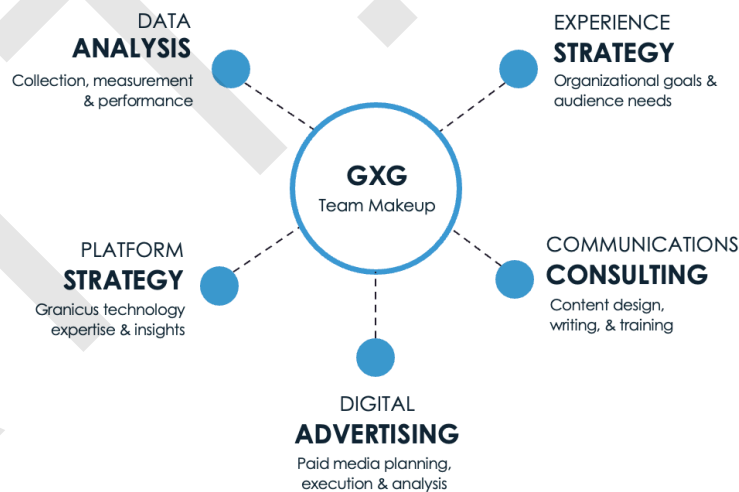 DATA
ANALYSIS
Collection, measurement
& performance
EXPERIENCE
STRATEGY
Organizational goals &
audience needs
GXG
Team Makeup
PLATFORM
STRATEGY
Granicus technology
expertise & insights
COMMUNICATIONS
CONSULTING
Content design,
writing, & training
DIGITAL
ADVERTISING
Paid media planning,
execution & analysis